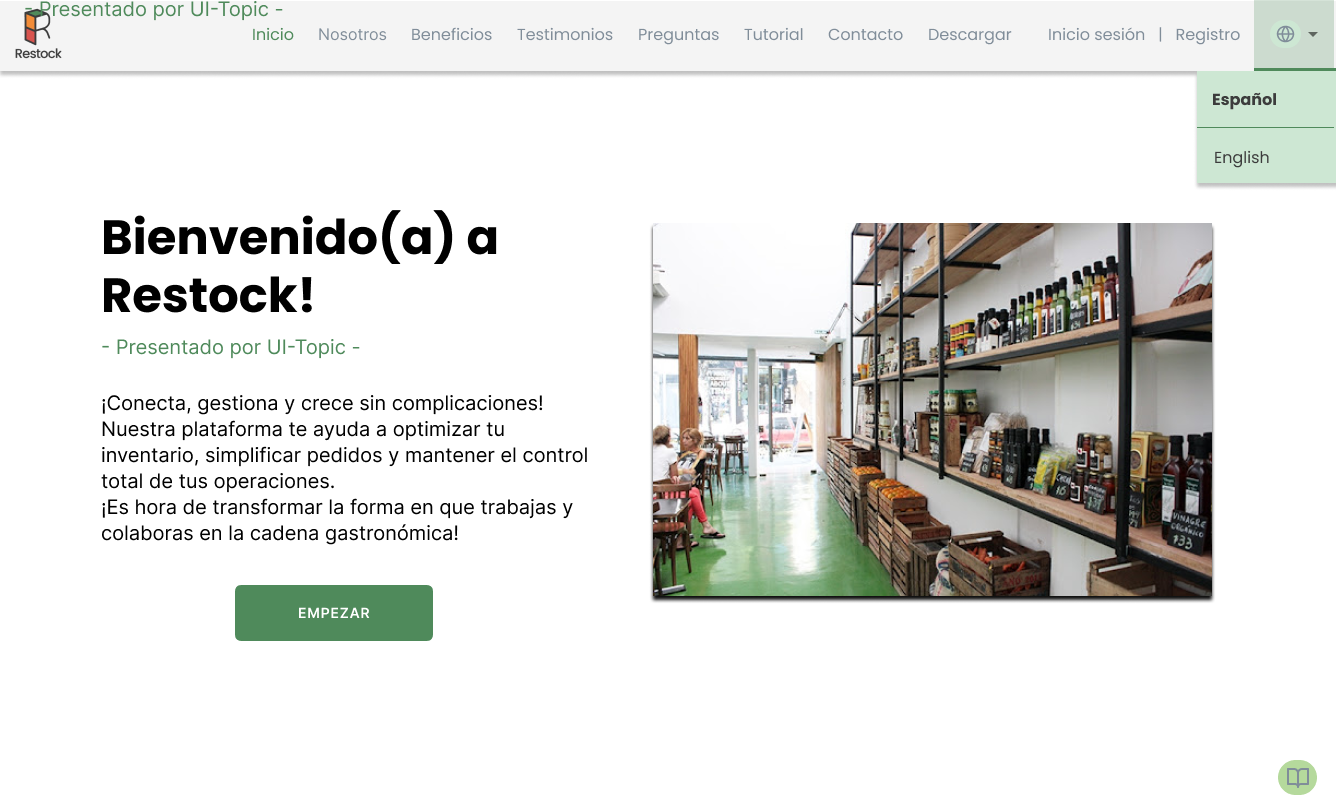 - Presentado por UI-Topic -
Restock
Inicio Nosotros Beneficios Testimonios Preguntas Tutorial Contacto Descargar Inicio sesión | Registro
Español
English
Bienvenido(a) a
Restock!
- Presentado por UI-Topic -
¡Conecta, gestiona y crece sin complicaciones!
Nuestra plataforma te ayuda a optimizar tu
inventario, simplificar pedidos y mantener el control
total de tus operaciones.
¡Es hora de transformar la forma en que trabajas y
colaboras en la cadena gastronómica!
EMPEZAR
VINAGRE
ORGANICO
$33